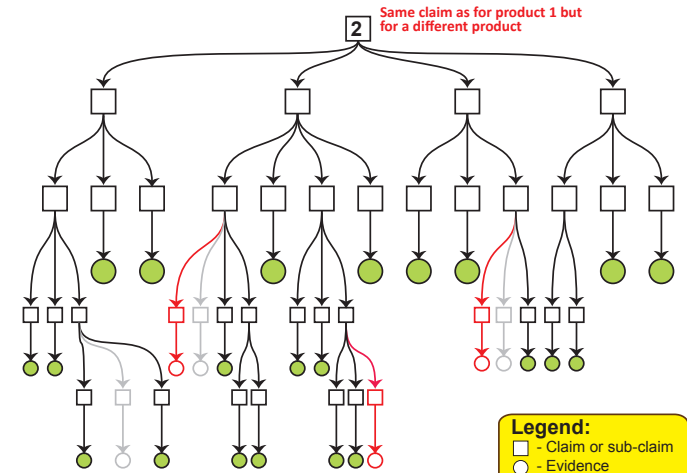 2
Same claim as for product 1 but
for a different product
Legend:
- Claim or sub-claim
- Evidence